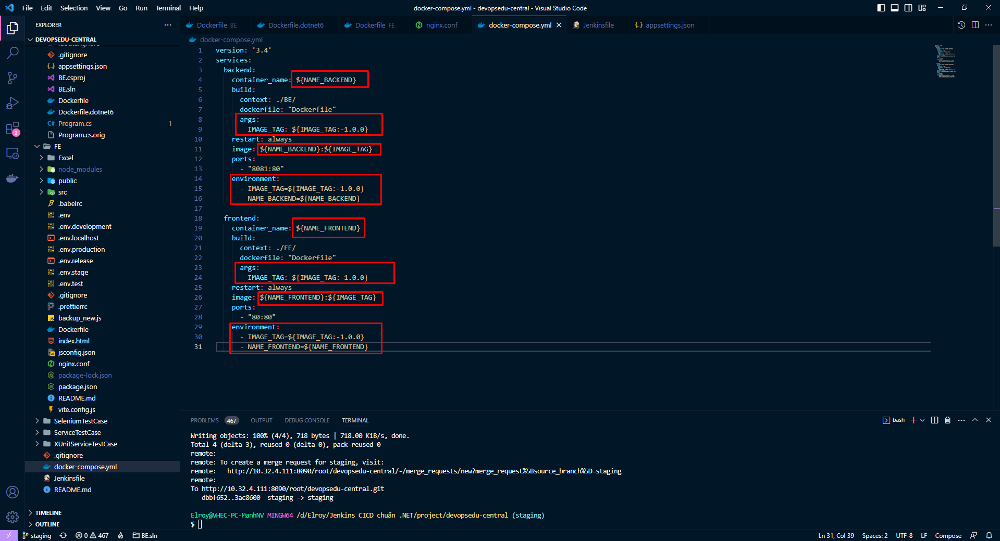 File Edit Selection View Go Run Terminal Help
docker-compose.yml - devopsedu-central - Visual Studio Code
EXPLORER
Dockerfile BE
Dockerfile.dotnet6
Dockerfile FE
nginx.conf
docker-compose.yml
Jenkinsfile
appsettings.json
DEVOPSEDU-CENTRAL
.gitignore
appsettings.json
BE.csproj
BE.sln
Dockerfile
Dockerfile.dotnet6
Program.cs 1
Program.cs.orig
FE
Excel
node_modules
public
src
.babelrc
.env
.env.development
.env.localhost
.env.production
.env.release
.env.stage
.env.test
.gitignore
.prettierrc
backup_new.js
Dockerfile
index.html
jsconfig.json
nginx.conf
package-lock.json
package.json
README.md
vite.config.js
SeleniumTestCase
ServiceTestCase
XUnitServiceTestCase
.gitignore
docker-compose.yml
Jenkinsfile
README.md
TIMELINE
OUTLINE
2
docker-compose.yml
1 version: '3.4'
2 services:
3 backend:
4 container_name: ${NAME_BACKEND}
5 build:
6 context: ./BE/
7 dockerfile: "Dockerfile"
8 args:
9 IMAGE_TAG: ${IMAGE_TAG:-1.0.0}
10 restart: always
11 image: ${NAME_BACKEND}:${IMAGE_TAG}
12 ports:
13 - "8081:80"
14 environment:
15 - IMAGE_TAG=${IMAGE_TAG:-1.0.0}
16 - NAME_BACKEND=${NAME_BACKEND}
17
18 frontend:
19 container_name: ${NAME_FRONTEND}
20 build:
21 context: ./FE/
22 dockerfile: "Dockerfile"
23 args:
24 IMAGE_TAG: ${IMAGE_TAG:-1.0.0}
25 restart: always
26 image: ${NAME_FRONTEND}:${IMAGE_TAG}
27 ports:
28 - "80:80"
29 environment:
30 - IMAGE_TAG=${IMAGE_TAG:-1.0.0}
31 - NAME_FRONTEND=${NAME_FRONTEND}
PROBLEMS 467 OUTPUT DEBUG CONSOLE TERMINAL
bash
Writing objects: 100% (4/4), 718 bytes | 718.00 KiB/s, done.
Total 4 (delta 3), reused 0 (delta 0), pack-reused 0
remote:
remote: To create a merge request for staging, visit:
remote: http://10.32.4.111:8090/root/devopsedu-central/-/merge_requests/new?merge_request%5Bsource_branch%5D=staging
remote:
To http://10.32.4.111:8090/root/devopsedu-central.git
dbbf652..3ac8600 staging -> staging
Elroy@VHEC-PC-ManhNV MINGW64 /d/Elroy/Jenkins CICD chuẩn .NET/project/devopsedu-central (staging)
$
staging 0 467 BE.sln
Ln 31, Col 39 Spaces: 2 UTF-8 LF Compose